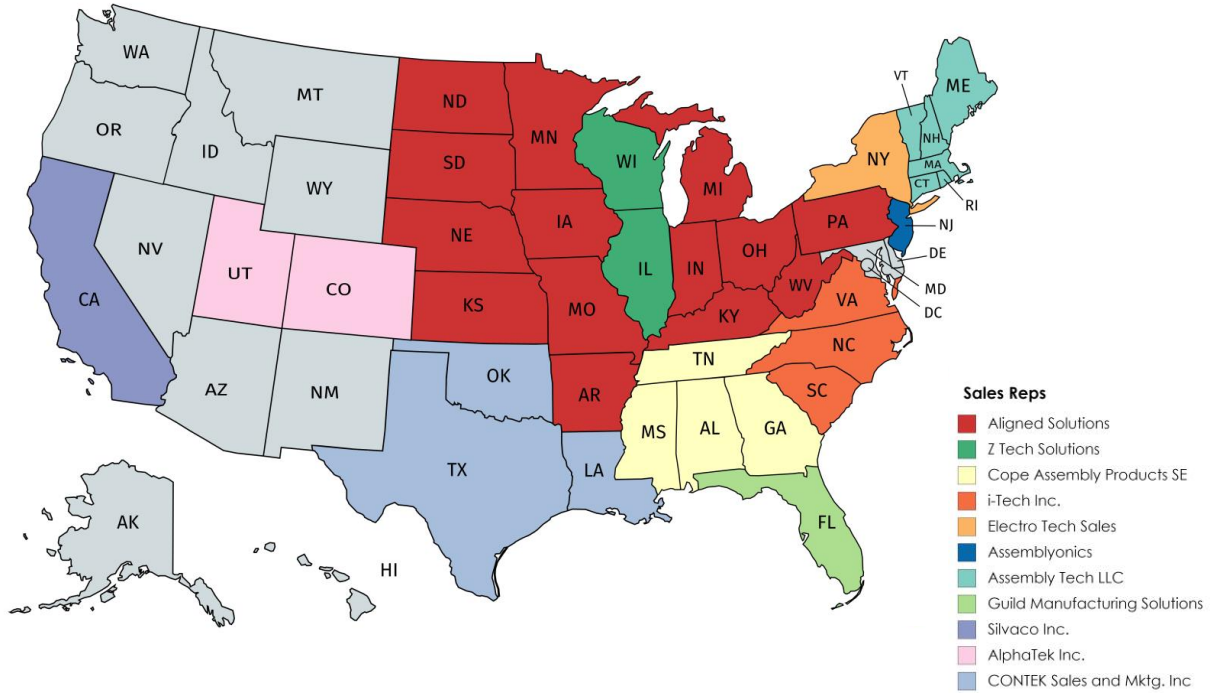 WA
MT
ND
MN
VT
ME
OR
ID
SD
WI
NY
NH
MA
WY
MI
CT
RI
IA
PA
NJ
NV
NE
OH
DE
UT
IL
IN
MD
CO
WV
VA
DC
CA
KS
MO
KY
NC
TN
OK
AZ
NM
AR
SC
MS
AL
GA
TX
LA
AK
FL
HI
Sales Reps
Aligned Solutions
Z Tech Solutions
Cope Assembly Products SE
i-Tech Inc.
Electro Tech Sales
Assemblyonics
Assembly Tech LLC
Guild Manufacturing Solutions
Silvaco Inc.
AlphaTek Inc.
CONTEK Sales and Mktg. Inc